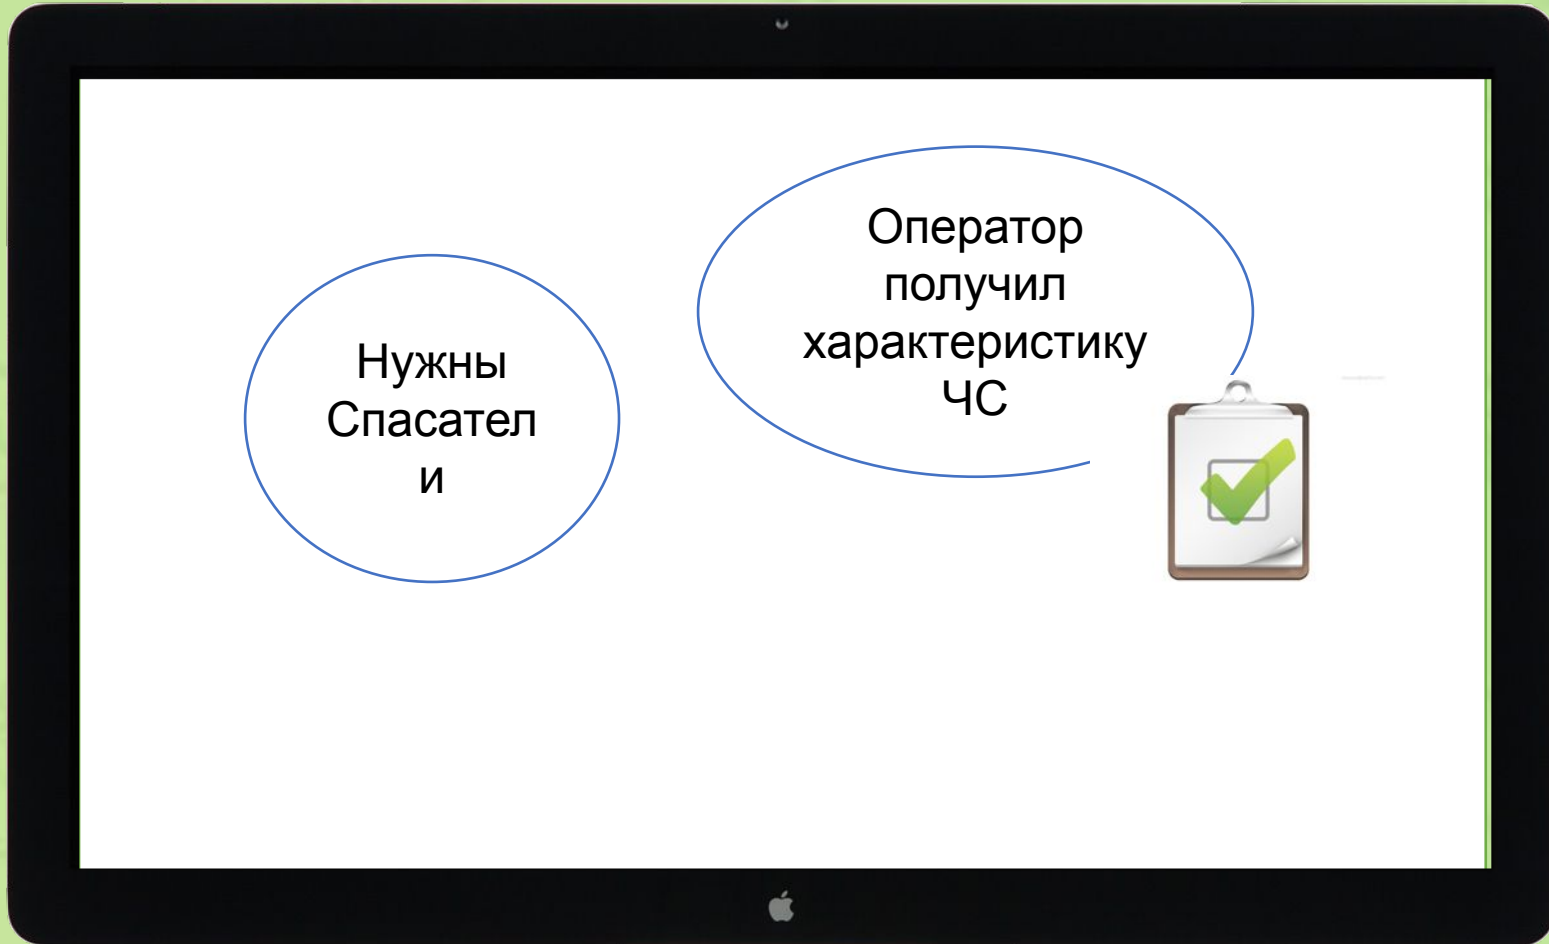 Нужны
Спасател
и
Оператор
получил
характеристику
ЧС